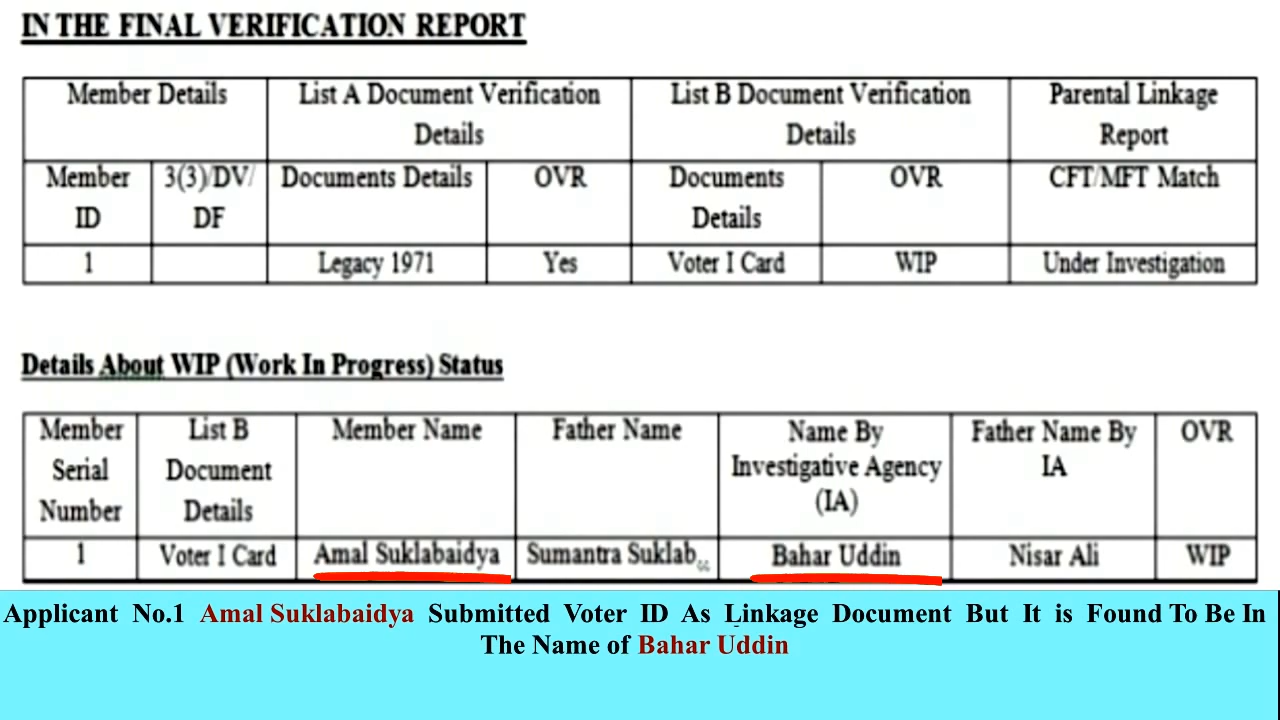 IN THE FINAL VERIFICATION REPORT
Member Details
List A Document Verification
Details
List B Document Verification
Details
Parental Linkage
Report
Member
ID
3(3)/DV/
DF
Documents Details
OVR
Documents
Details
OVR
CFT/MFT Match
1
Legacy 1971
Yes
Voter I Card
WIP
Under Investigation
Details About WIP (Work In Progress) Status
Member
Serial
Number
List B
Document
Details
Member Name
Father Name
Name By
Investigative Agency
(IA)
Father Name By
IA
OVR
1
Voter I Card
Amal Suklabaidya
Sumantra Suklab
Bahar Uddin
Nisar Ali
WIP
Applicant No.1 Amal Suklabaidya Submitted Voter ID As Linkage Document But It is Found To Be In
The Name of Bahar Uddin